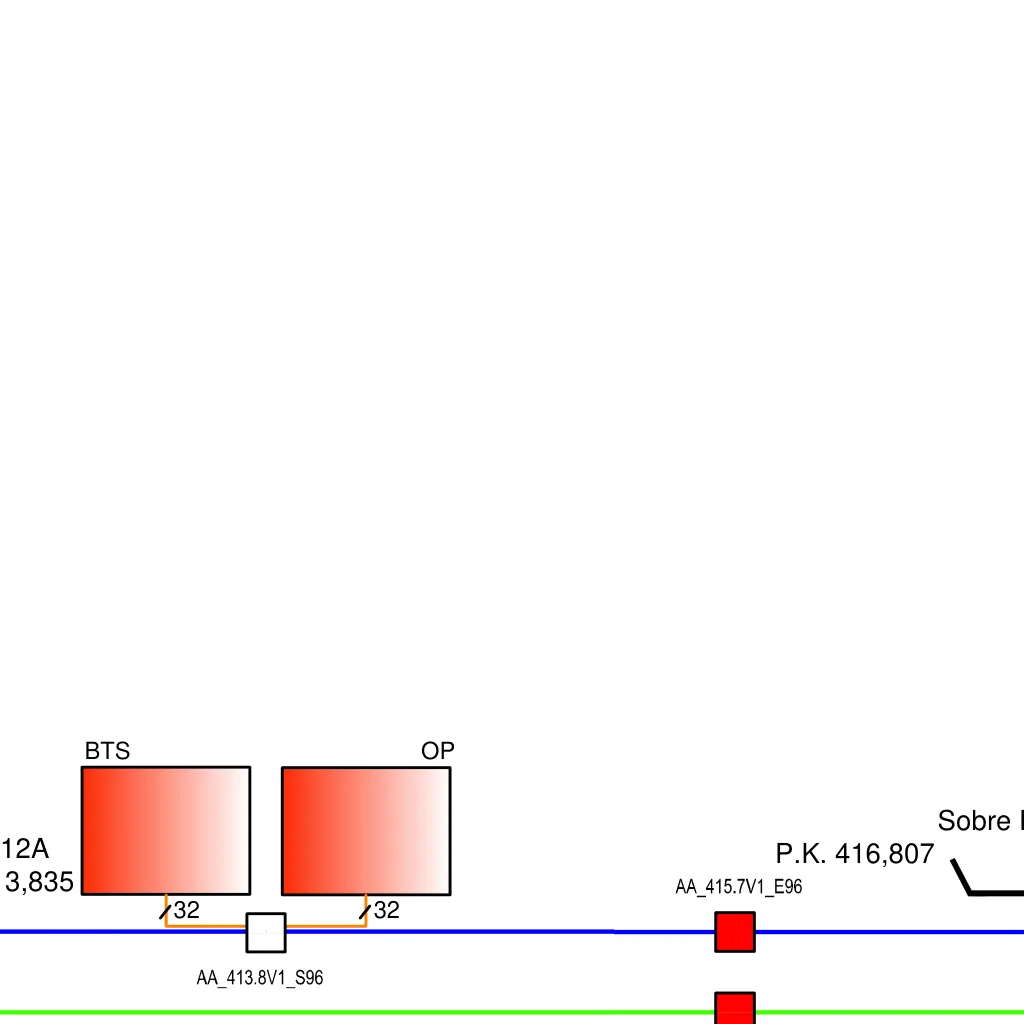 BTS
OP
Sobre
12A
P.K. 416,807
3,835
AA_415.7V1_E96
32
32
AA_413.8V1_S96